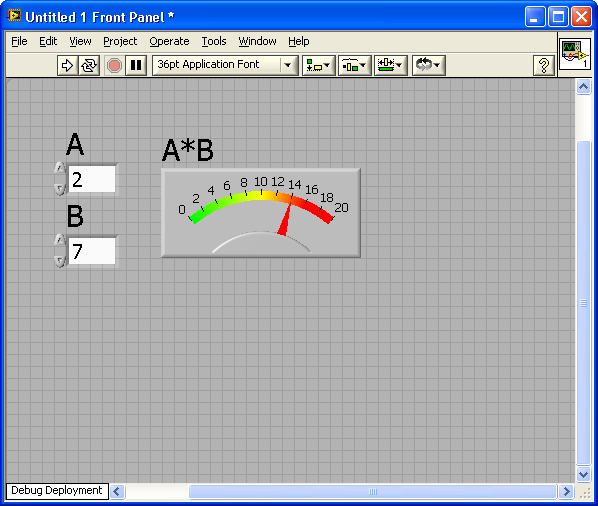 Untitled 1 Front Panel *
File Edit View Project Operate Tools Window Help
36pt Application Font
?
1
A
2
B
7
A*B
0 2 4 6 8 10 12 14 16 18 20
Debug Deployment